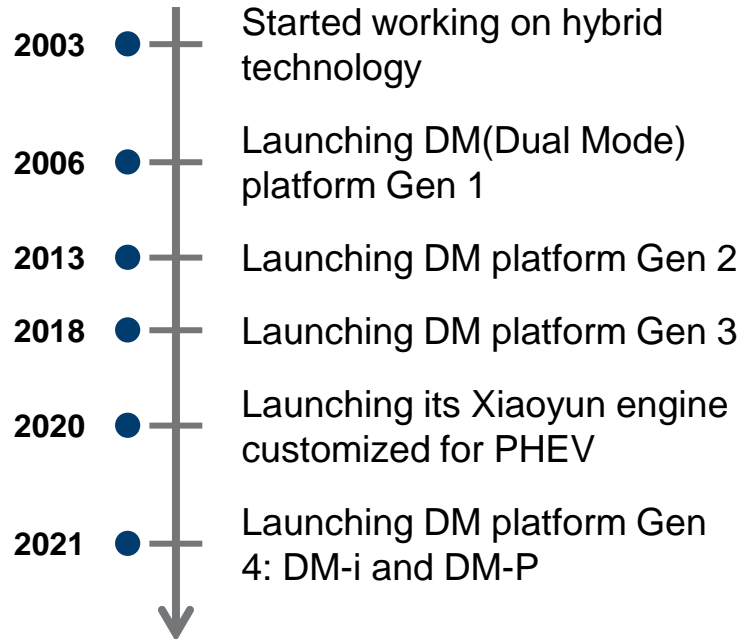 2003
Started working on hybrid
technology
2006
Launching DM(Dual Mode)
platform Gen 1
2013
Launching DM platform Gen 2
2018
Launching DM platform Gen 3
2020
Launching its Xiaoyun engine
customized for PHEV
2021
Launching DM platform Gen
4: DM-i and DM-P